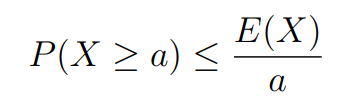 P(X ≥ a) ≤ E(X)/a